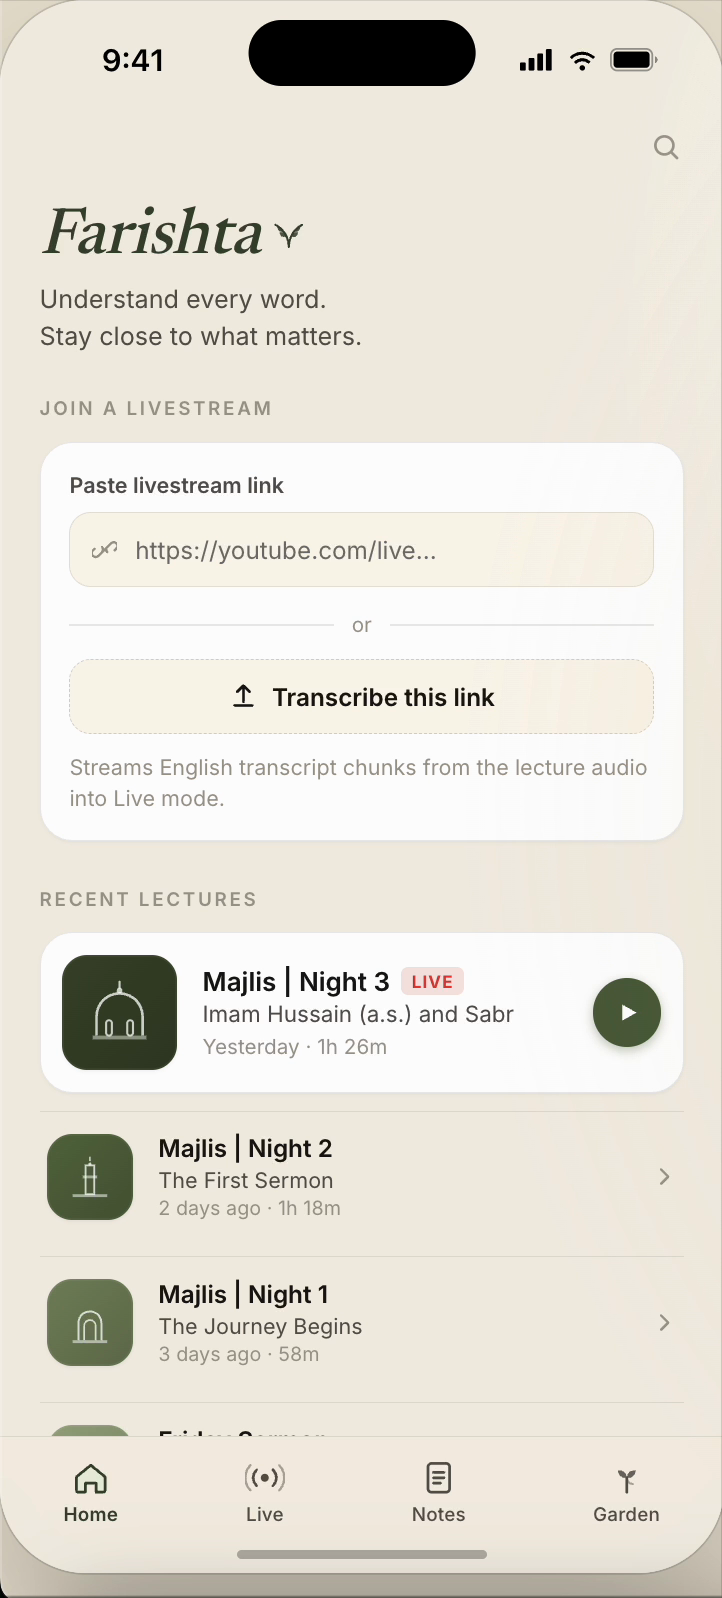 9:41
Farishta
Understand every word.
Stay close to what matters.
JOIN A LIVESTREAM
Paste livestream link
https://youtube.com/live...
or
Transcribe this link
Streams English transcript chunks from the lecture audio
into Live mode.
RECENT LECTURES
Majlis | Night 3 LIVE
Imam Hussain (a.s.) and Sabr
Yesterday · 1h 26m
Majlis | Night 2
The First Sermon
2 days ago · 1h 18m
Majlis | Night 1
The Journey Begins
3 days ago · 58m
Home Live Notes Garden